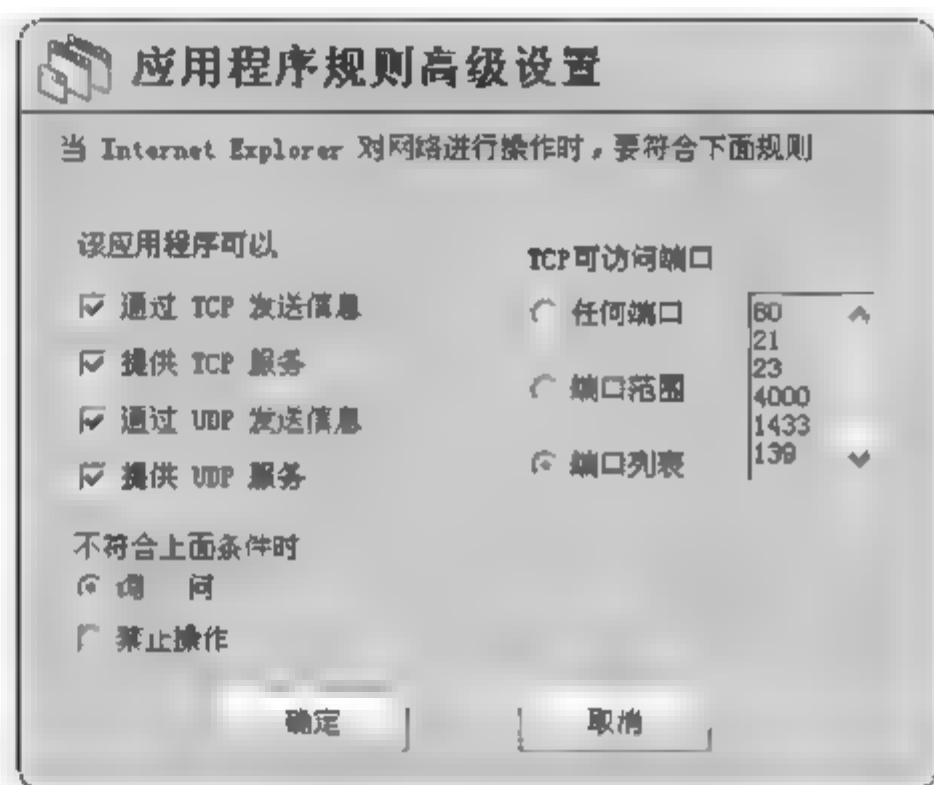 应用程序规则高级设置
当 Internet Explorer 对网络进行操作时，要符合下面规则
该应用程序可以
通过 TCP 发送信息
提供 TCP 服务
通过 UDP 发送信息
提供 UDP 服务
不符合上面条件时
询 问
禁止操作
TCP可访问端口
任何端口
端口范围
端口列表
80
21
23
4000
1433
139
确定
取消